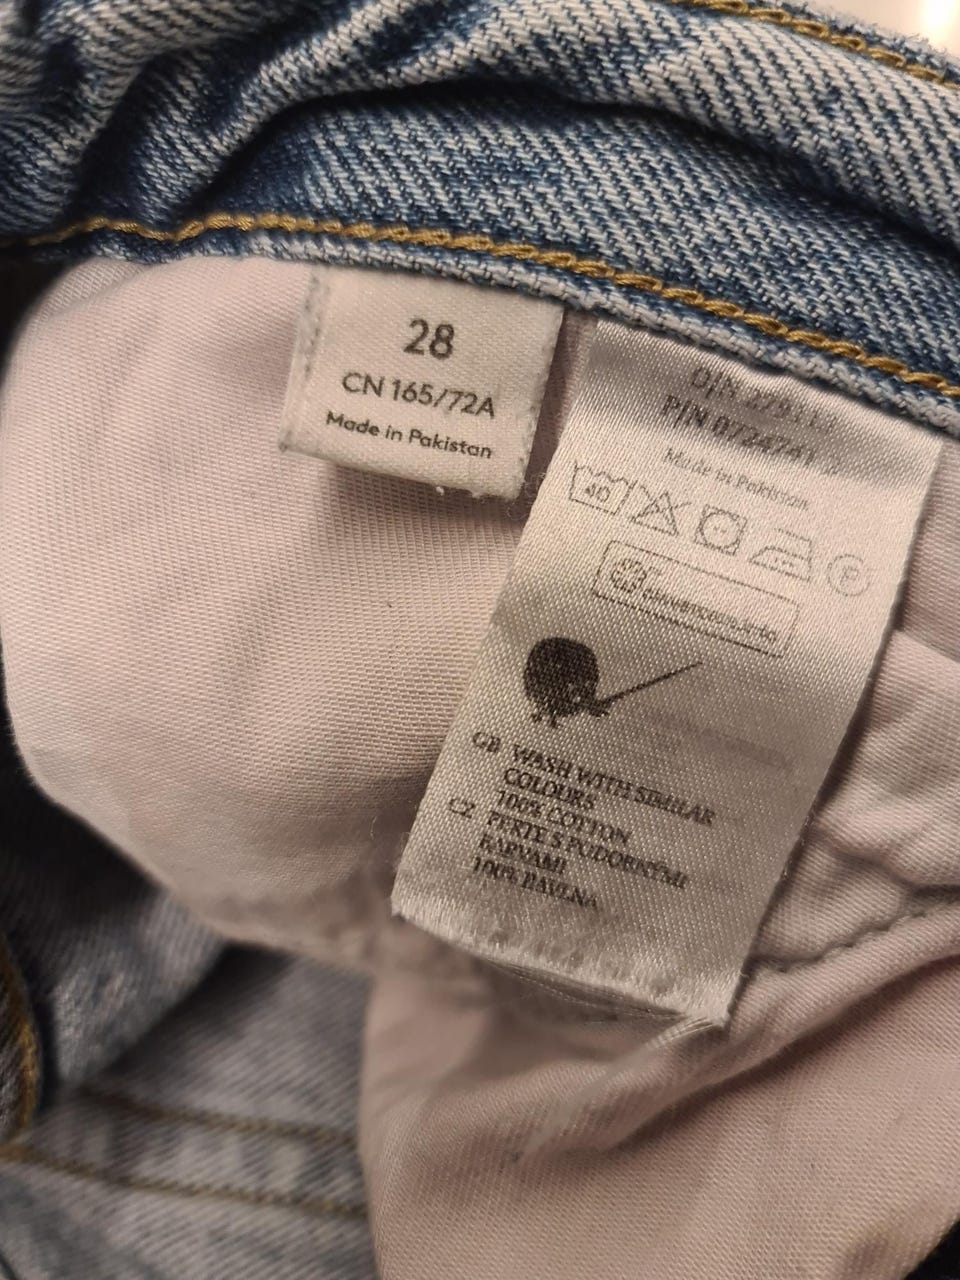 28
CN 165/72A
Made in Pakistan
P/N
Made in Pakistan
40
P
GB WASH WITH SIMILAR
COLOURS
100% COTTON
CZ PERTE S PODOBNÝMI
BARVAMI
100% BAVLNA